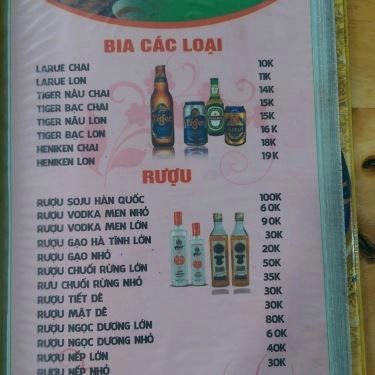 BIA CÁC LOẠI
LARUE CHAI 10K
LARUE LON 11K
TIGER NÂU CHAI 14K
TIGER BẠC CHAI 15K
TIGER NÂU LON 15K
TIGER BẠC LON 16K
HENIKEN CHAI 18K
HENIKEN LON 19K
Tiger
RƯỢU
RƯỢU SOJU HÀN QUỐC 100K
RƯỢU VODKA MEN NHỎ 60K
RƯỢU VODKA MEN LỚN 90K
RƯỢU GẠO HÀ TĨNH LỚN 30K
RƯỢU GẠO NHỎ 20K
RƯỢU CHUỐI RỪNG LỚN 50K
RƯU CHUỐI RỪNG NHỎ 35K
RƯỢU TIẾT DÊ 30K
RƯỢU MẬT DÊ 30K
RƯỢU NGỌC DƯƠNG LỚN 80K
RƯỢU NGỌC DƯƠNG NHỎ 60K
RƯỢU NẾP LỚN 40K
RƯỢU NẾP NHỎ 30K